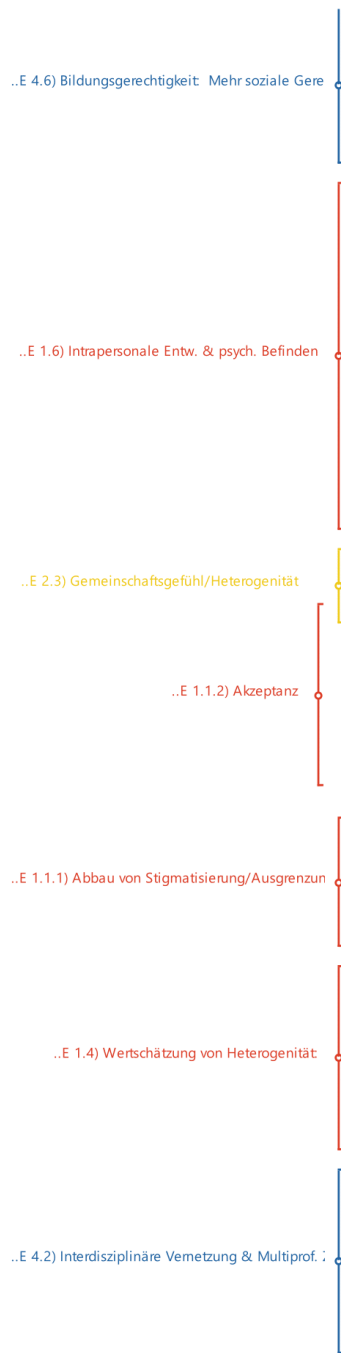 ..E 4.6) Bildungsgerechtigkeit: Mehr soziale Gere
..E 1.6) Intrapersonale Entw. & psych. Befinden
..E 2.3) Gemeinschaftsgefühl/Heterogenität
..E 1.1.2) Akzeptanz
..E 1.1.1) Abbau von Stigmatisierung/Ausgrenzun
..E 1.4) Wertschätzung von Heterogenität:
..E 4.2) Interdisziplinäre Vernetzung & Multiprof.